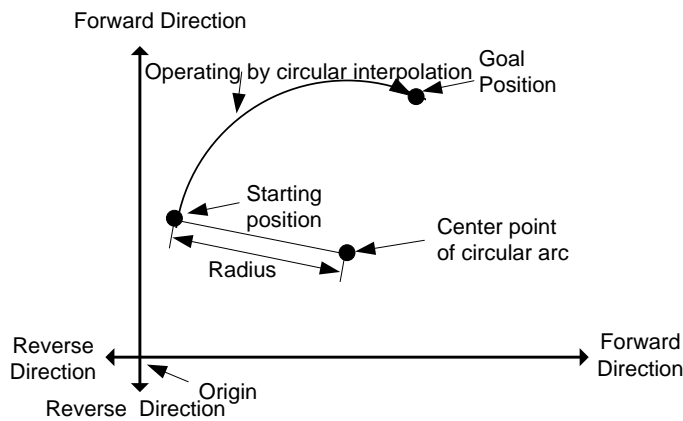 Forward Direction
Operating by circular interpolation
Goal
Position
Starting
position
Center point
of circular arc
Radius
Reverse
Direction
Forward
Direction
Origin
Reverse Direction